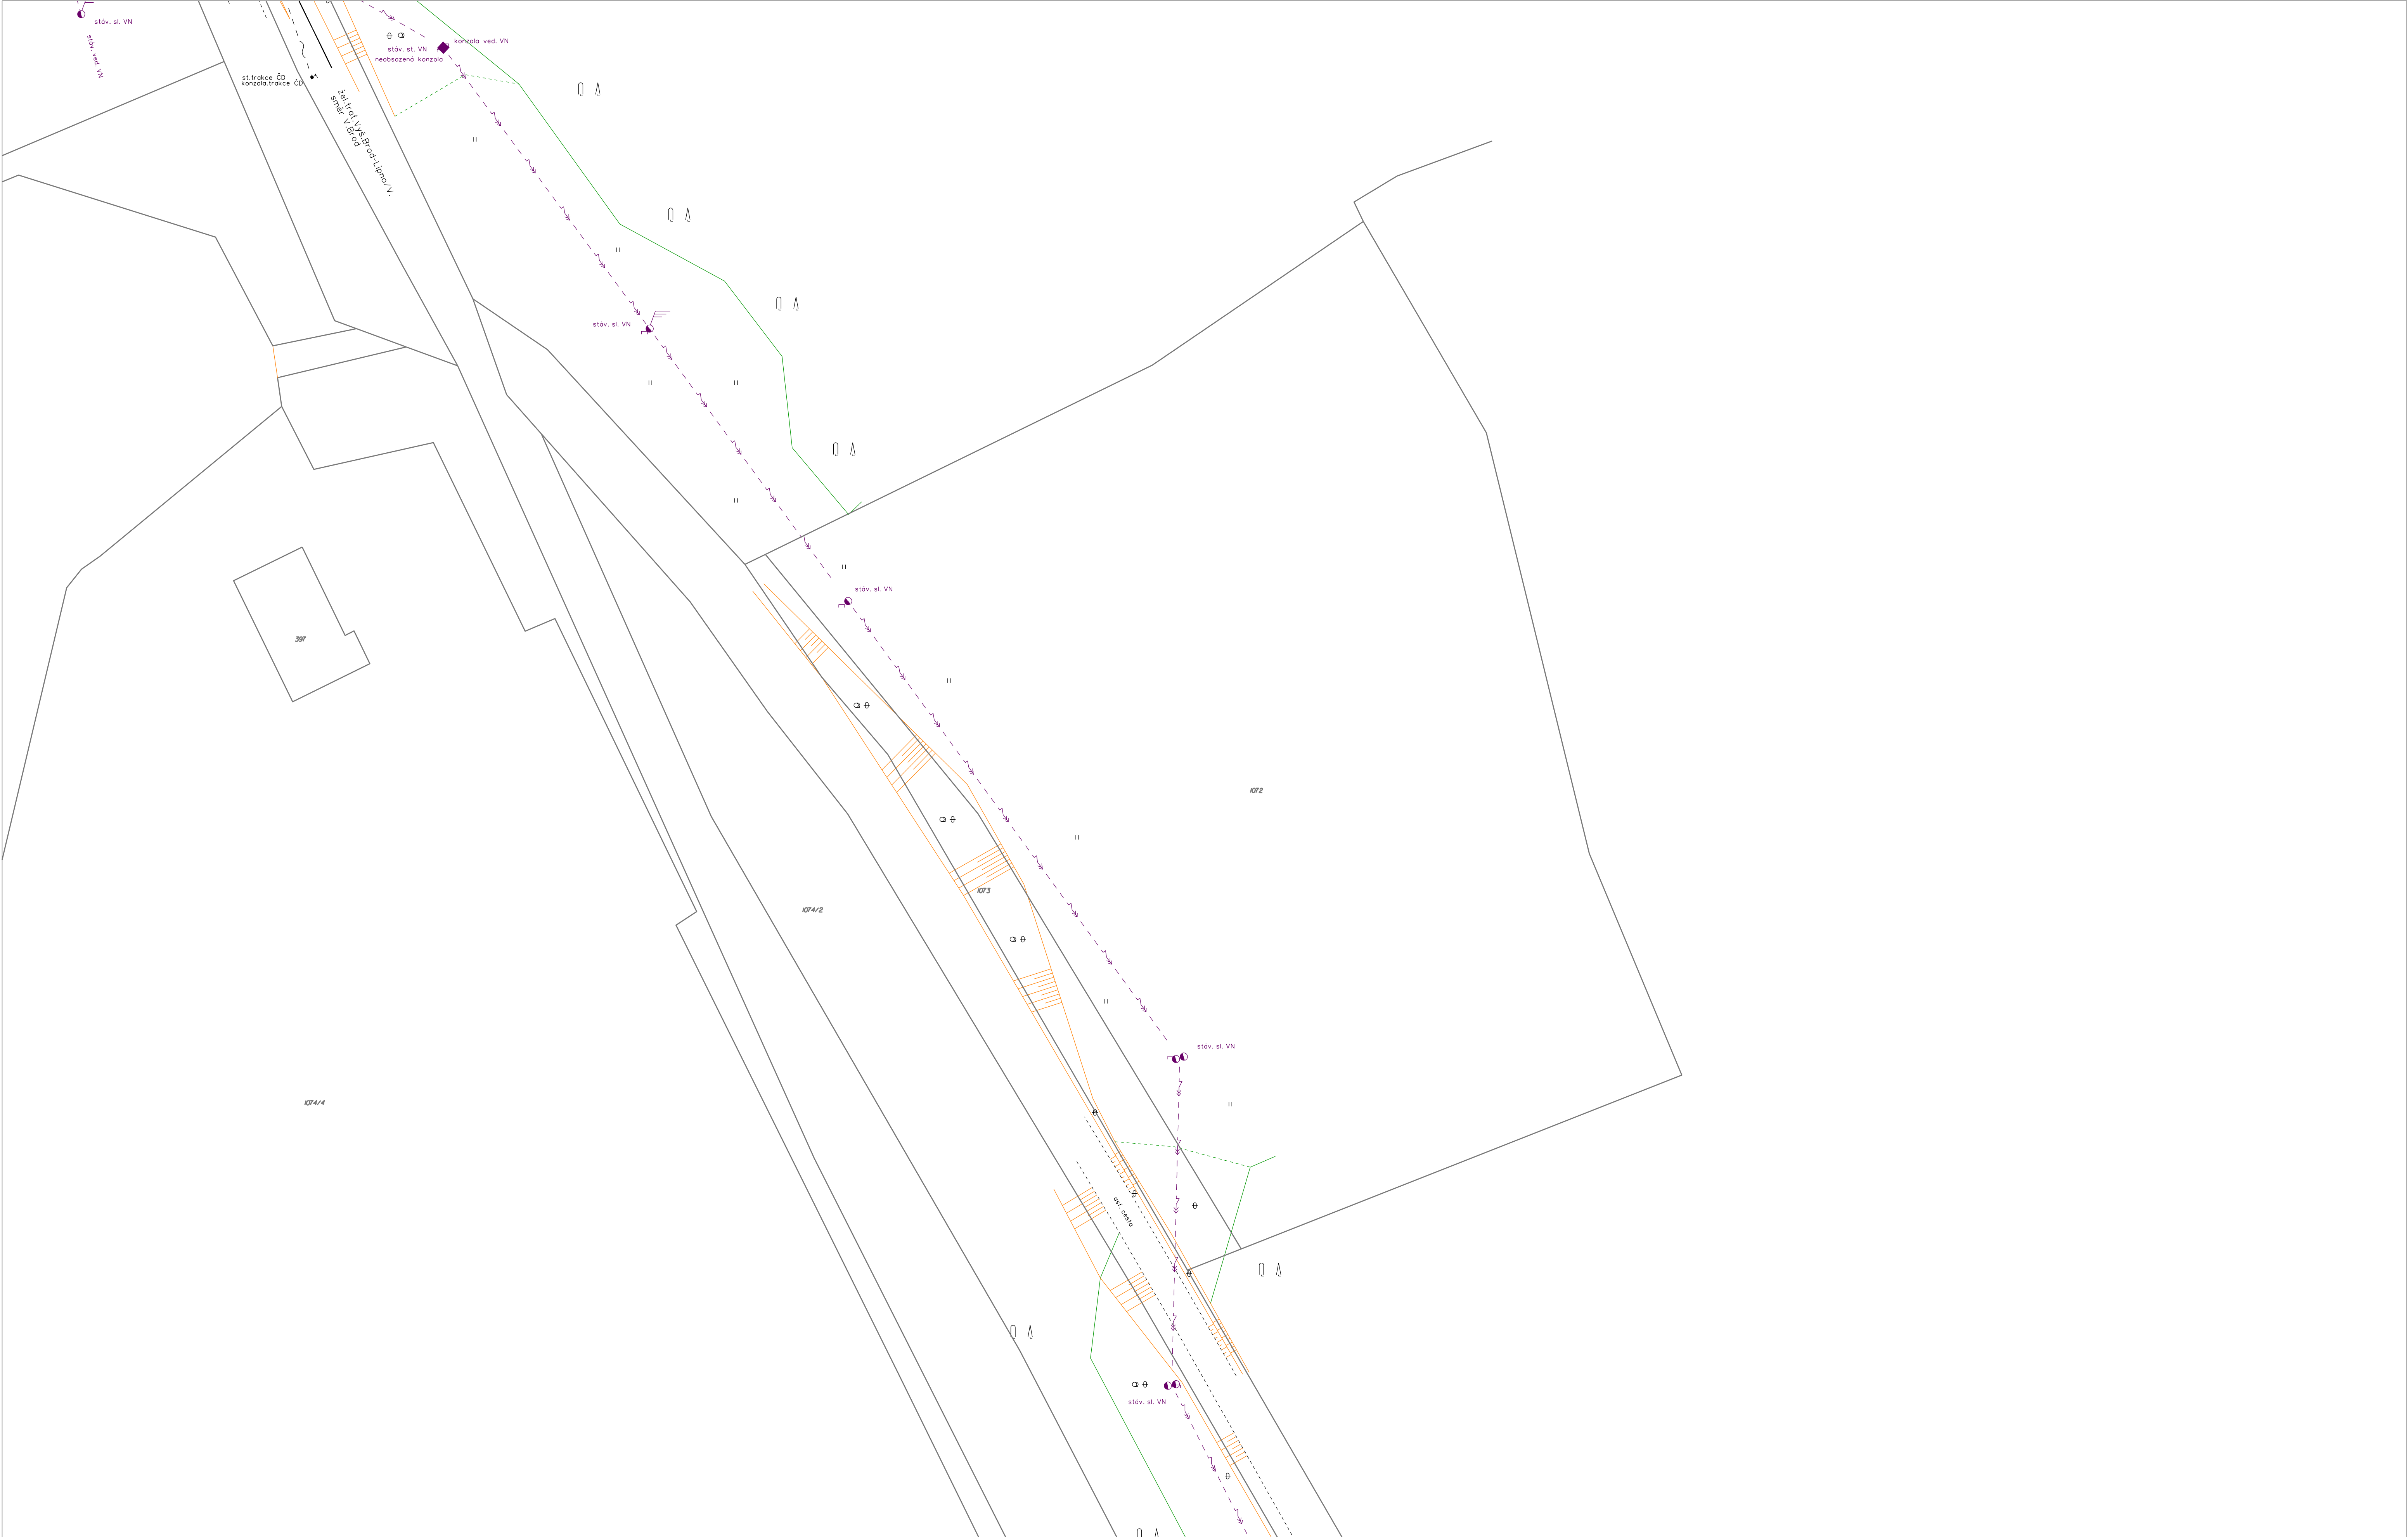 stáv. sl. VN
stáv. ved. VN
stáv. st. VN
konzola ved. VN
neobsazená konzola
st.trakce ČD
konzola.trakce ČD
žel.trať.Vyš.Brod-Lipno/V.
směr V.Brod
stáv. sl. VN
stáv. sl. VN
397
1072
1073
1074/2
stáv. sl. VN
1074/4
asf. cesta
stáv. sl. VN